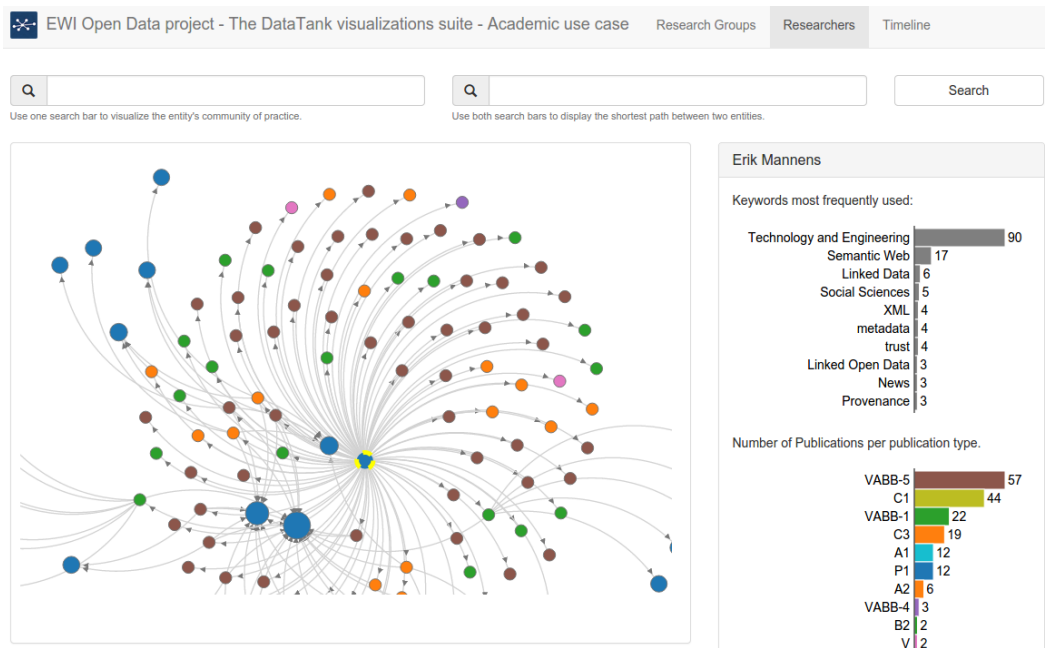 EWI Open Data project - The DataTank visualizations suite - Academic use case Research Groups Researchers Timeline
Search
Use one search bar to visualize the entity's community of practice. Use both search bars to display the shortest path between two entities.
Erik Mannens
Keywords most frequently used:
Technology and Engineering 90
Semantic Web 17
Linked Data 6
Social Sciences 5
XML 4
metadata 4
trust 4
Linked Open Data 3
News 3
Provenance 3
Number of Publications per publication type.
VABB-5 57
C1 44
VABB-1 22
C3 19
A1 12
P1 12
A2 6
VABB-4 3
B2 2
V 2